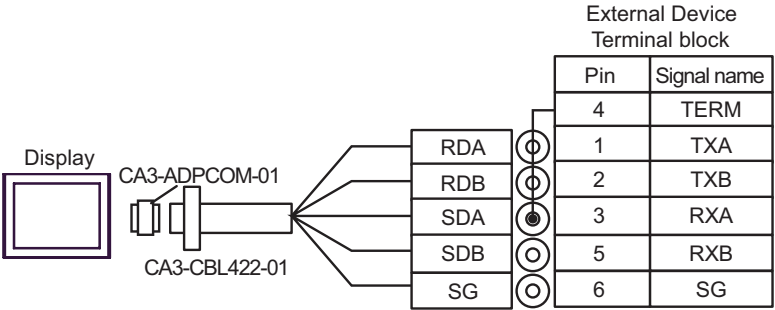 External Device
Terminal block
Pin Signal name
4 TERM
RDA 1 TXA
Display
RDB 2 TXB
CA3-ADPCOM-01
SDA 3 RXA
SDB 5 RXB
CA3-CBL422-01
SG 6 SG